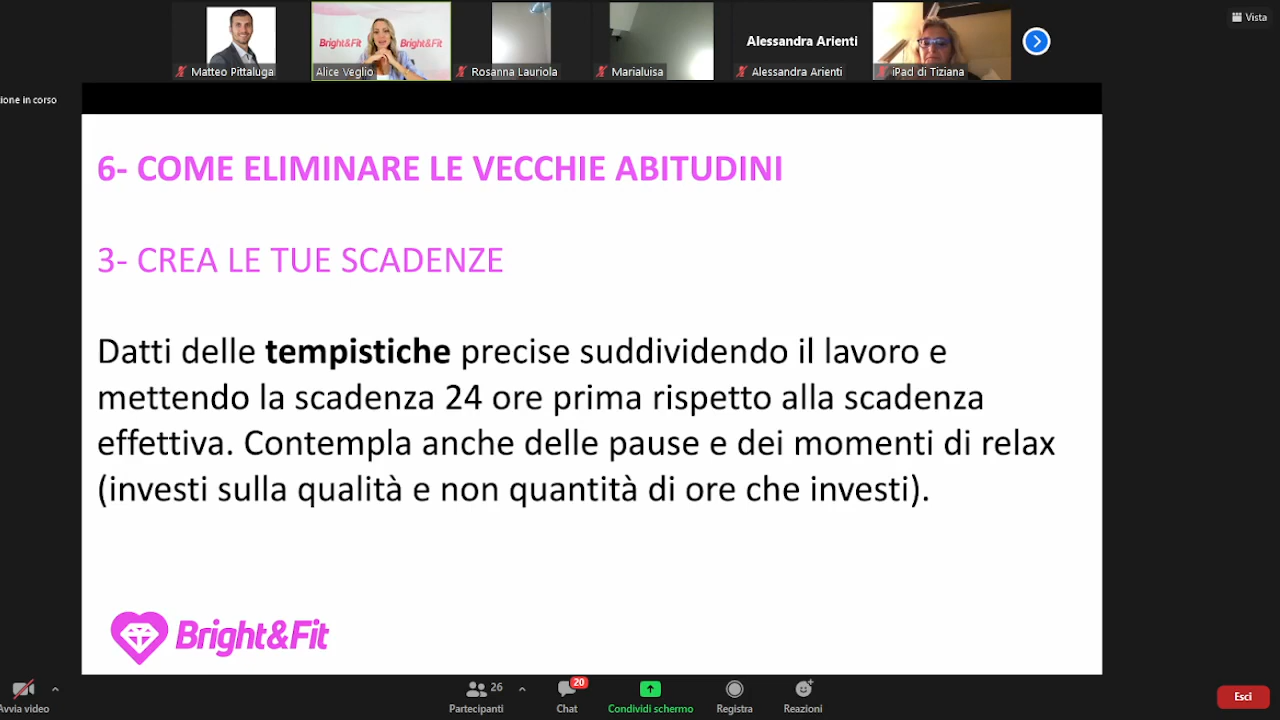 Vista
Bright&Fit
Bright&Fit
Alessandra Arienti
Matteo Pittaluga
Alice Veglio
Rosanna Lauriola
Marialuisa
Alessandra Arienti
iPad di Tiziana
ione in corso
6- COME ELIMINARE LE VECCHIE ABITUDINI
3- CREA LE TUE SCADENZE
Datti delle tempistiche precise suddividendo il lavoro e
mettendo la scadenza 24 ore prima rispetto alla scadenza
effettiva. Contempla anche delle pause e dei momenti di relax
(investi sulla qualità e non quantità di ore che investi).
Bright&Fit
26
20
Avvia video
Partecipanti
Chat
Condividi schermo
Registra
Reazioni
Esci